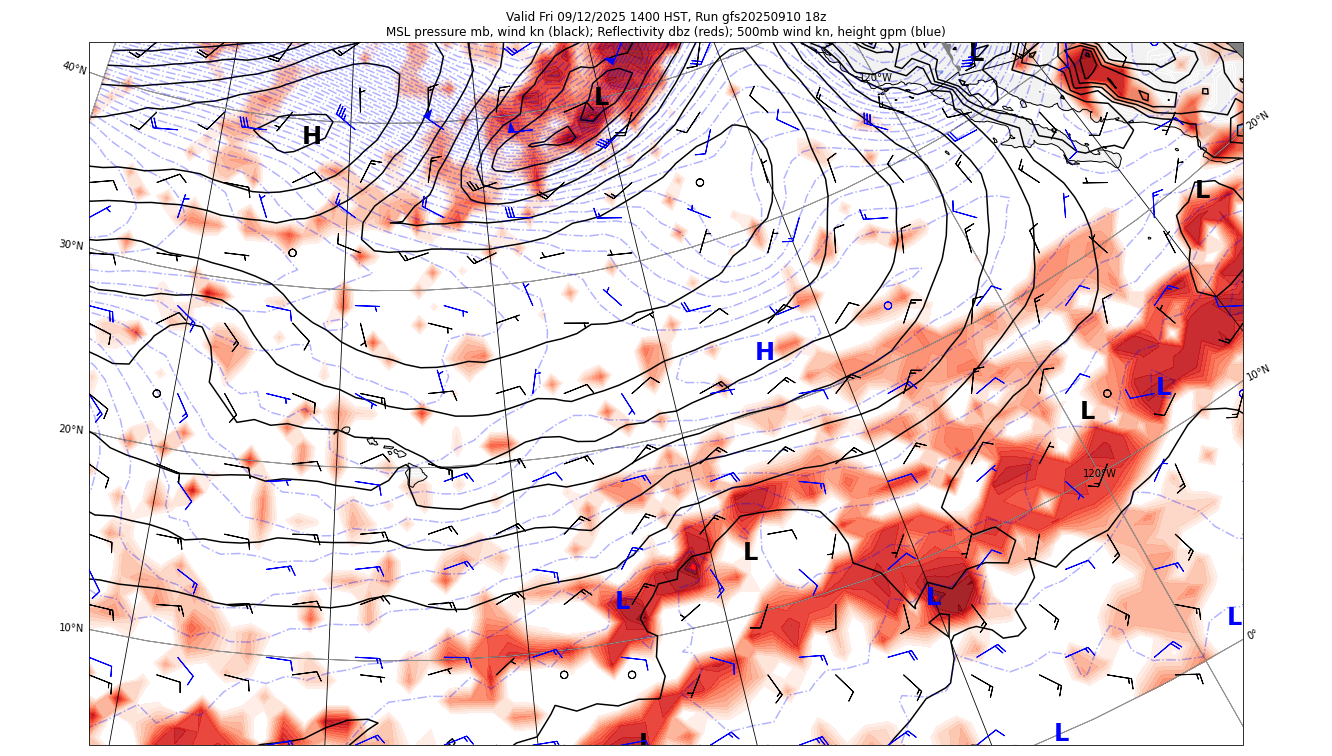 Valid Fri 09/12/2025 1400 HST, Run gfs20250910 18z
MSL pressure mb, wind kn (black); Reflectivity dbz (reds); 500mb wind kn, height gpm (blue)
L
40°N
120°W
L
20°N
H
L
30°N
H
10°N
L
L
20°N
120°W
L
L
L
L
10°N
0°
L
L